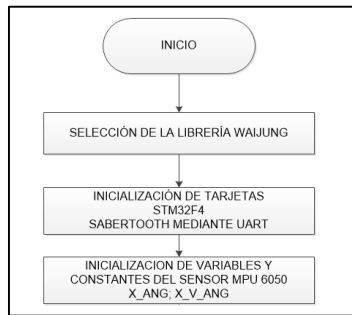 INICIO
SELECCIÓN DE LA LIBRERÍA WAIJUNG
INICIALIZACIÓN DE TARJETAS
STM32F4
SABERTOOTH MEDIANTE UART
INICIALIZACION DE VARIABLES Y
CONSTANTES DEL SENSOR MPU 6050
X_ANG; X_V_ANG